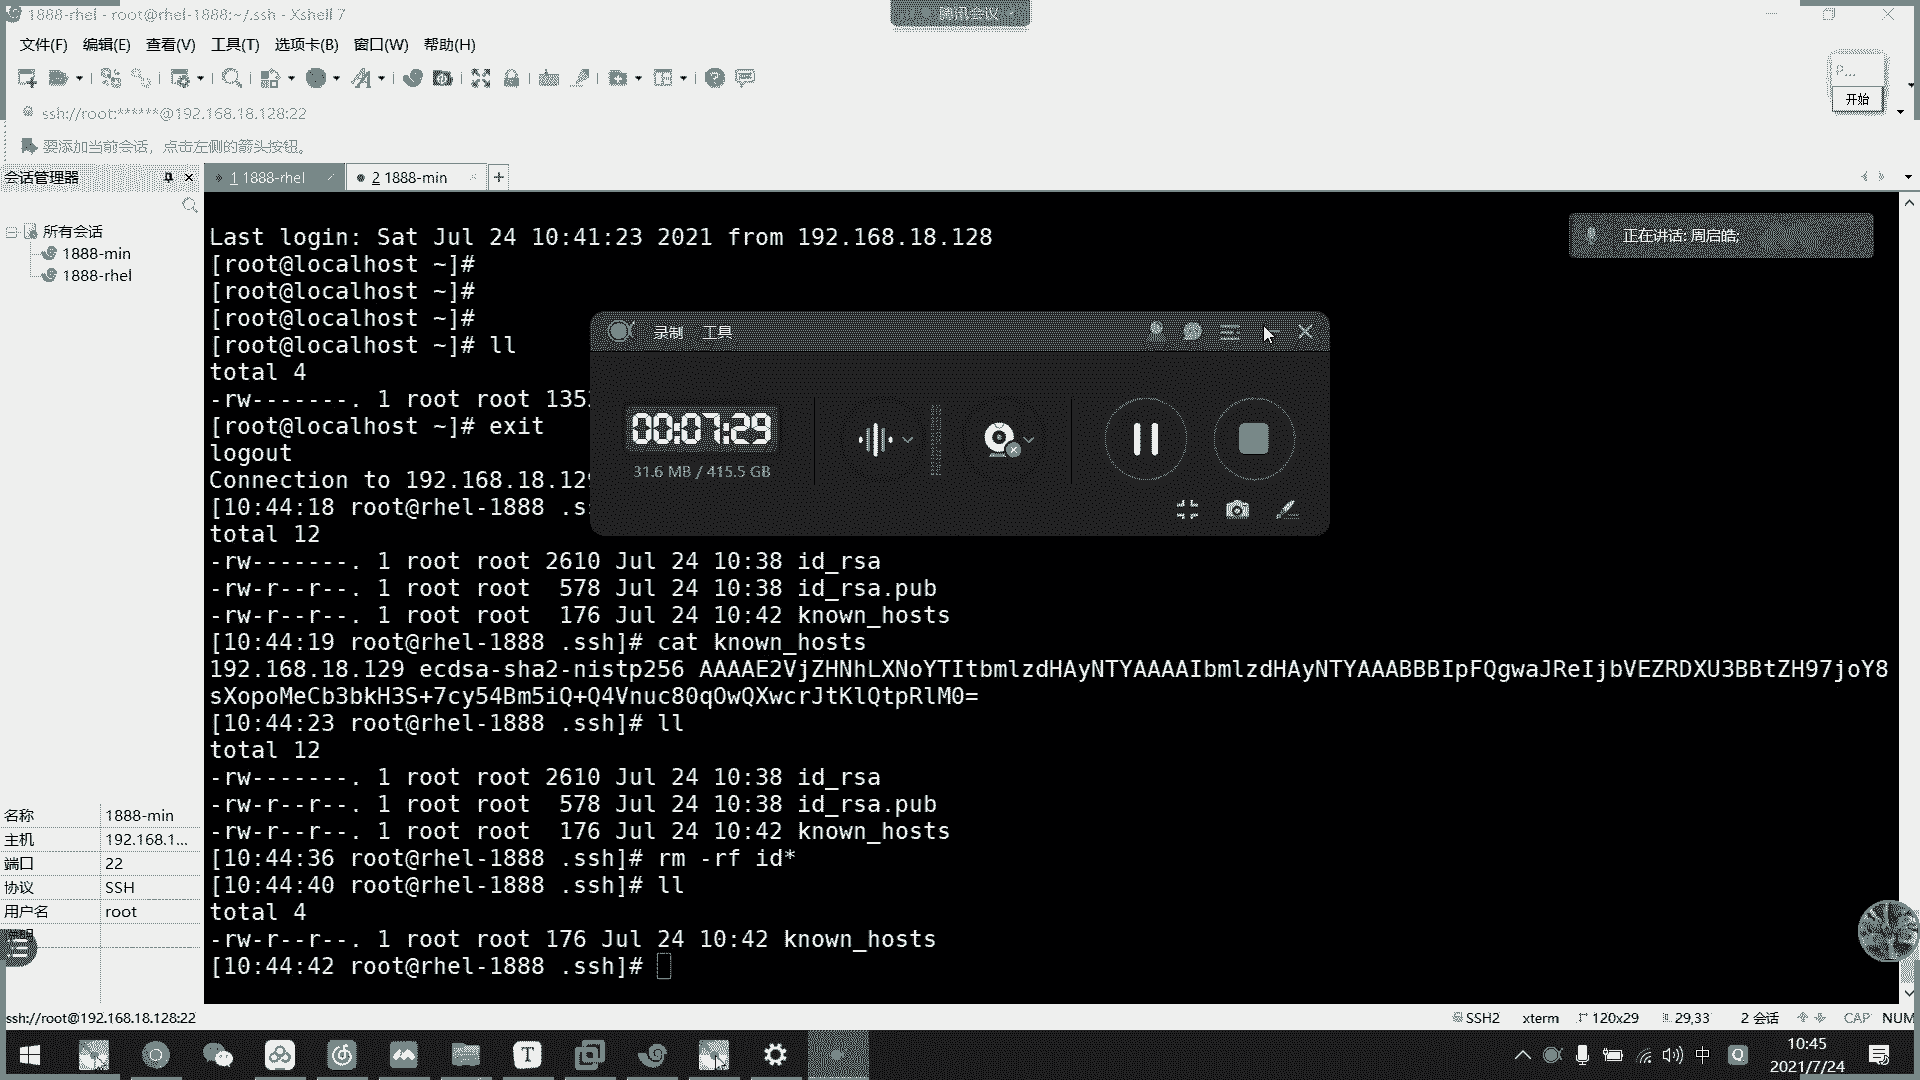 1888-rhel - root@rhel-1888:~/.ssh - Xshell 7
腾讯会议
文件(F) 编辑(E) 查看(V) 工具(T) 选项卡(B) 窗口(W) 帮助(H)
P...
开始
ssh://root:******@192.168.18.128:22
要添加当前会话，点击左侧的箭头按钮。
会话管理器
1 1888-rhel
2 1888-min
所有会话
1888-min
1888-rhel
正在讲话: 周启皓;
Last login: Sat Jul 24 10:41:23 2021 from 192.168.18.128
[root@localhost ~]#
[root@localhost ~]#
[root@localhost ~]#
[root@localhost ~]# ll
total 4
-rw-------. 1 root root 135
[root@localhost ~]# exit
logout
Connection to 192.168.18.12
[10:44:18 root@rhel-1888 .s
total 12
-rw-------. 1 root root 2610 Jul 24 10:38 id_rsa
-rw-r--r--. 1 root root  578 Jul 24 10:38 id_rsa.pub
-rw-r--r--. 1 root root  176 Jul 24 10:42 known_hosts
[10:44:19 root@rhel-1888 .ssh]# cat known_hosts
192.168.18.129 ecdsa-sha2-nistp256 AAAAE2VjZHNhLXNoYTItbmlzdHAyNTYAAAAIbmlzdHAyNTYAAABBBIpFQgwaJReIjbVEZRDXU3BBtZH97joY8
sXopoMeCb3bkH3S+7cy54Bm5iQ+Q4Vnuc80qOwQXwcrJtKlQtpRlM0=
[10:44:23 root@rhel-1888 .ssh]# ll
total 12
-rw-------. 1 root root 2610 Jul 24 10:38 id_rsa
-rw-r--r--. 1 root root  578 Jul 24 10:38 id_rsa.pub
-rw-r--r--. 1 root root  176 Jul 24 10:42 known_hosts
[10:44:36 root@rhel-1888 .ssh]# rm -rf id*
[10:44:40 root@rhel-1888 .ssh]# ll
total 4
-rw-r--r--. 1 root root 176 Jul 24 10:42 known_hosts
[10:44:42 root@rhel-1888 .ssh]#
录制 工具
00:07:29
31.6 MB / 415.5 GB
名称 1888-min
主机 192.168.1...
端口 22
协议 SSH
用户名 root
ssh://root@192.168.18.128:22
SSH2 xterm 120x29 29,33 2 会话 CAP NUM
中
10:45
2021/7/24